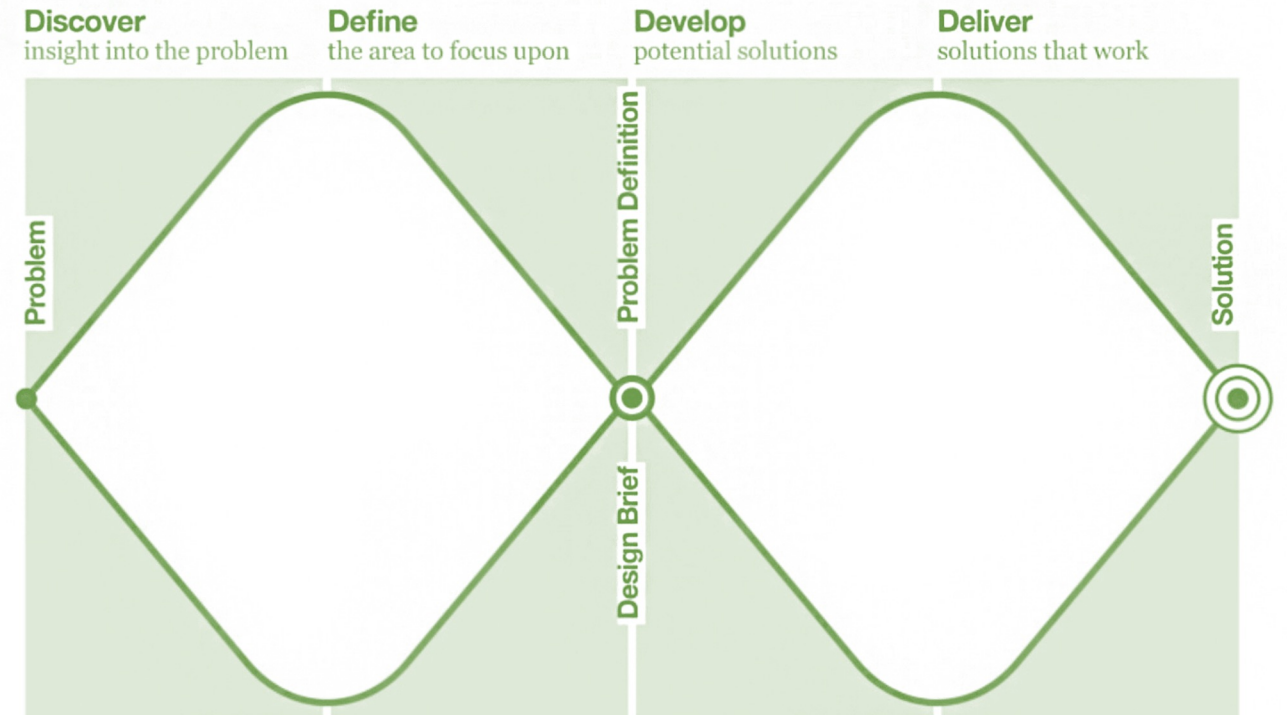 Discover
insight into the problem
Define
the area to focus upon
Develop
potential solutions
Deliver
solutions that work
Problem
Problem Definition
Design Brief
Solution